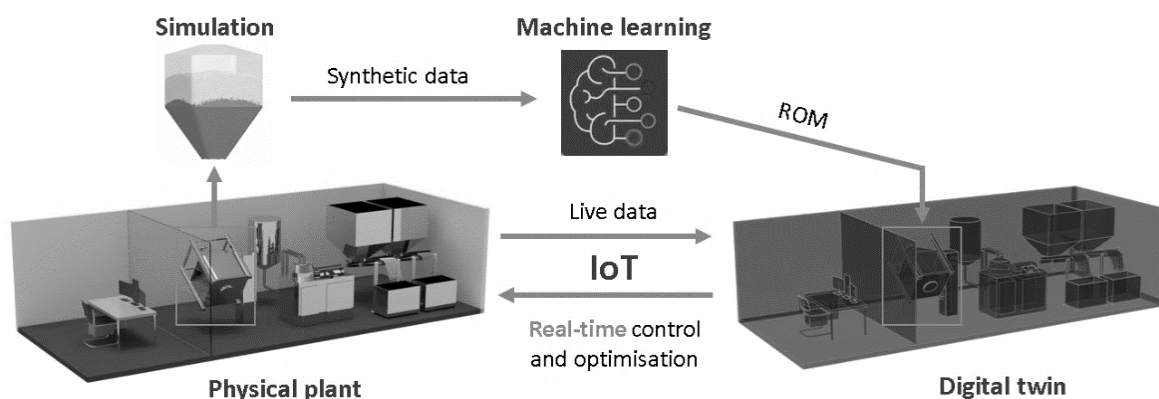 Simulation
Machine learning
Synthetic data
ROM
Live data
IoT
Real-time control
and optimisation
Physical plant
Digital twin